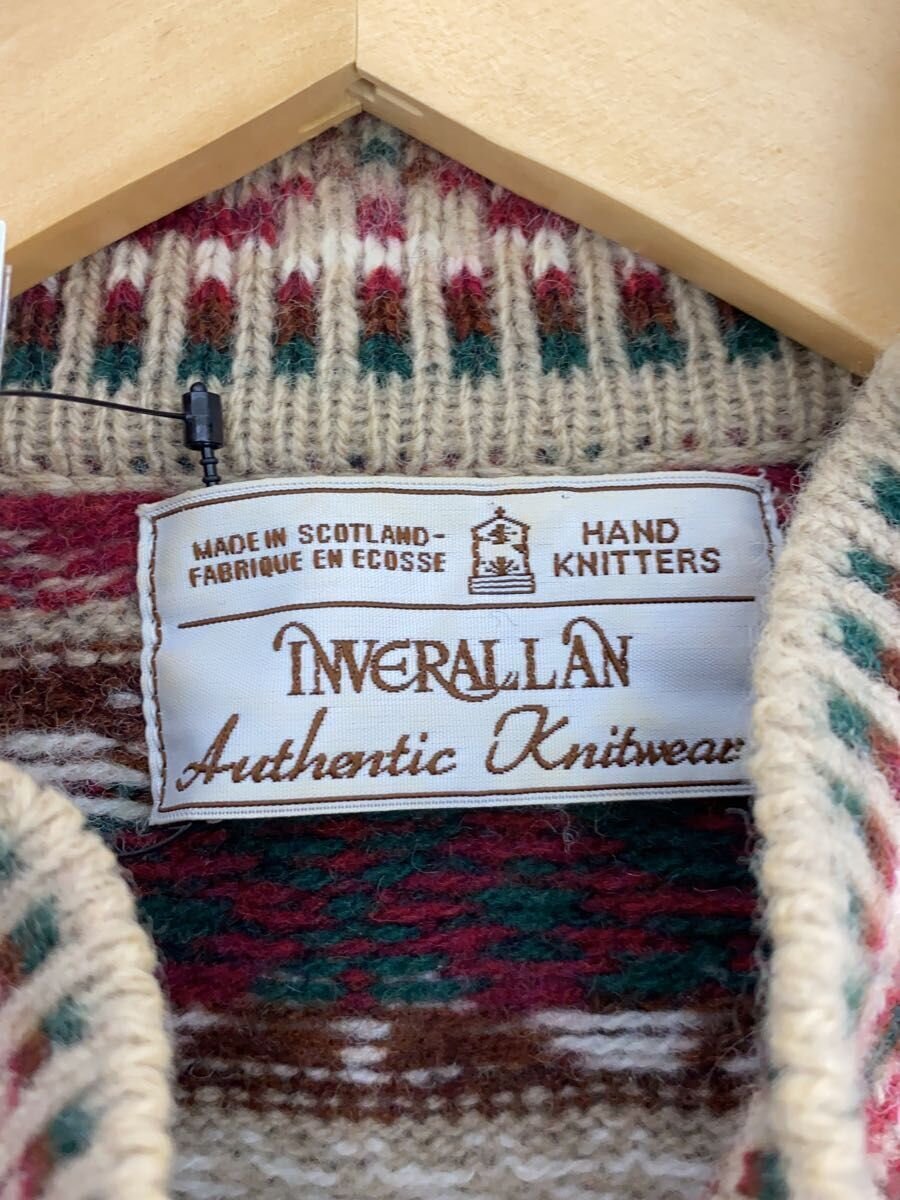 MADE IN SCOTLAND-
FABRIQUE EN ECOSSE
HAND
KNITTERS
INVERALLAN
Authentic Knitwear